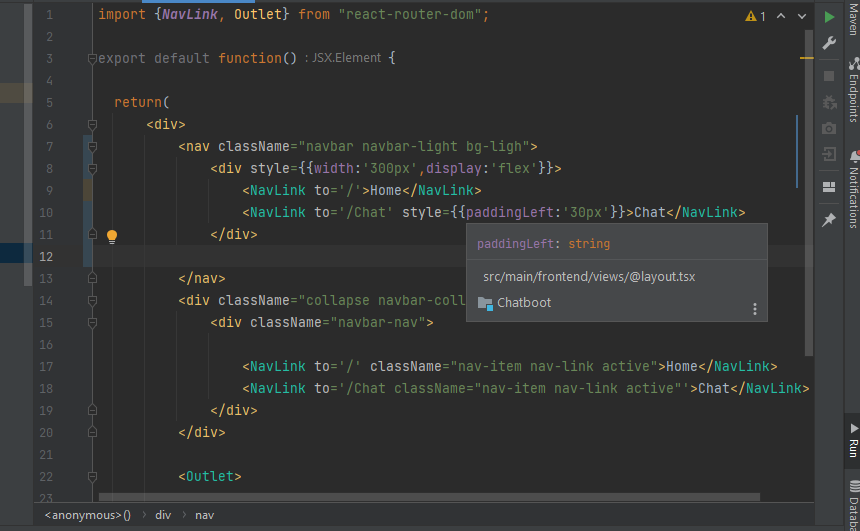 1 import {NavLink, Outlet} from "react-router-dom";
1
2
3 export default function() : JSX.Element {
4
5 return(
6 <div>
7 <nav className="navbar navbar-light bg-ligh">
8 <div style={{width:'300px',display:'flex'}}>
9 <NavLink to='/'>Home</NavLink>
10 <NavLink to='/Chat' style={{paddingLeft:'30px'}}>Chat</NavLink>
11 </div>
12
paddingLeft: string
src/main/frontend/views/@layout.tsx
Chatboot
13 </nav>
14 <div className="collapse navbar-coll
15 <div className="navbar-nav">
16
17 <NavLink to='/' className="nav-item nav-link active">Home</NavLink>
18 <NavLink to='/Chat className="nav-item nav-link active"'>Chat</NavLink>
19 </div>
20 </div>
21
22 <Outlet>
23
<anonymous>() div nav
Maven
Endpoints
Notifications
Run
Databa